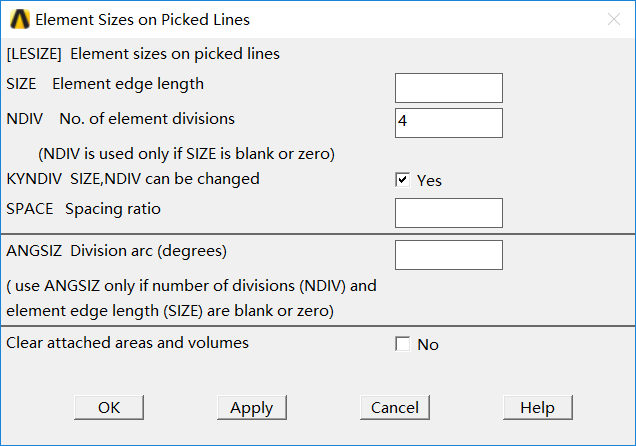 Element Sizes on Picked Lines
[LESIZE] Element sizes on picked lines
SIZE Element edge length
NDIV No. of element divisions 4
(NDIV is used only if SIZE is blank or zero)
KYNDIV SIZE,NDIV can be changed Yes
SPACE Spacing ratio
ANGSIZ Division arc (degrees)
( use ANGSIZ only if number of divisions (NDIV) and
element edge length (SIZE) are blank or zero)
Clear attached areas and volumes No
OK Apply Cancel Help